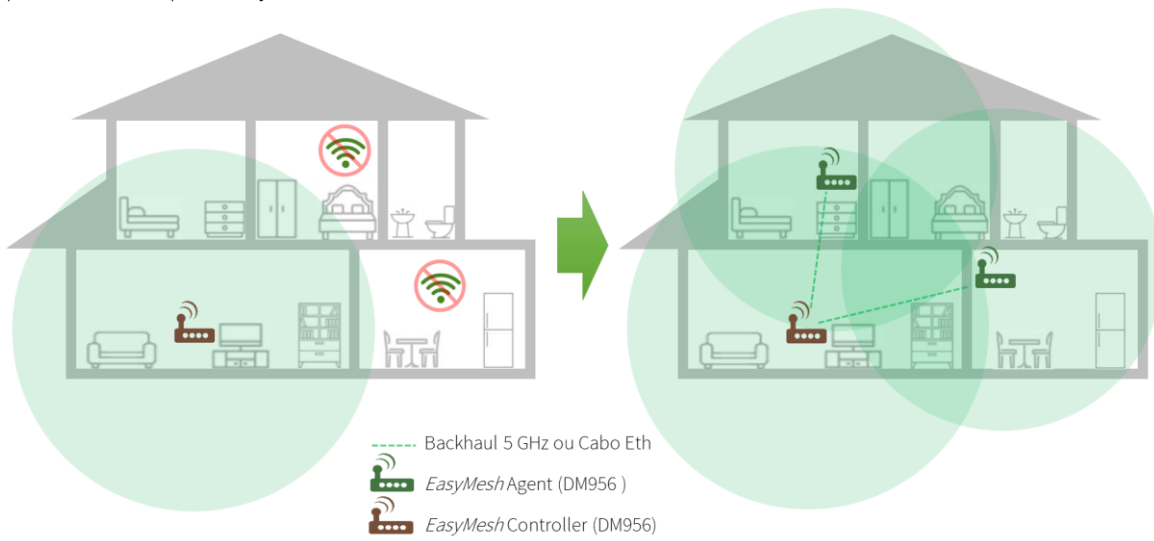 Backhaul 5 GHz ou Cabo Eth
EasyMesh Agent (DM956 )
EasyMesh Controller (DM956)